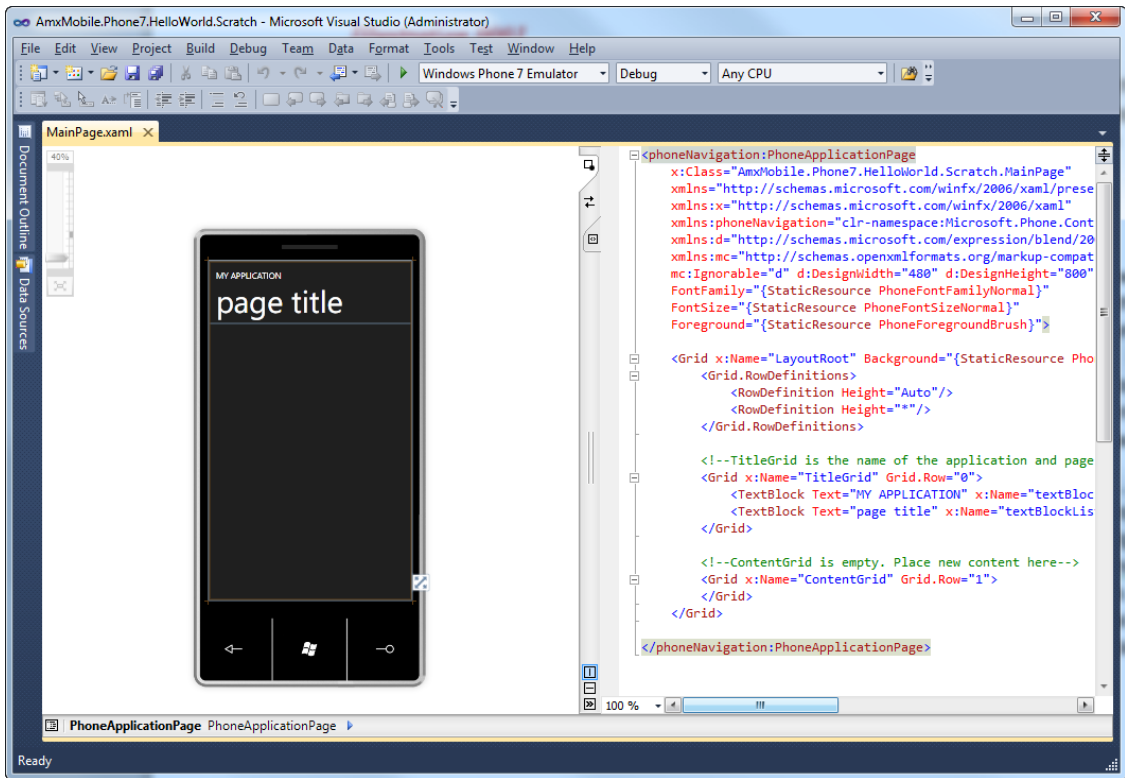 AmxMobile.Phone7.HelloWorld.Scratch - Microsoft Visual Studio (Administrator)
File Edit View Project Build Debug Team Data Format Tools Test Window Help
Windows Phone 7 Emulator Debug Any CPU
MainPage.xaml
Document Outline
Data Sources
40%
MY APPLICATION
page title
<phoneNavigation:PhoneApplicationPage
x:Class="AmxMobile.Phone7.HelloWorld.Scratch.MainPage"
xmlns="http://schemas.microsoft.com/winfx/2006/xaml/prese
xmlns:x="http://schemas.microsoft.com/winfx/2006/xaml"
xmlns:phoneNavigation="clr-namespace:Microsoft.Phone.Cont
xmlns:d="http://schemas.microsoft.com/expression/blend/20
xmlns:mc="http://schemas.openxmlformats.org/markup-compat
mc:Ignorable="d" d:DesignWidth="480" d:DesignHeight="800"
FontFamily="{StaticResource PhoneFontFamilyNormal}"
FontSize="{StaticResource PhoneFontSizeNormal}"
Foreground="{StaticResource PhoneForegroundBrush}">
<Grid x:Name="LayoutRoot" Background="{StaticResource Pho
<Grid.RowDefinitions>
<RowDefinition Height="Auto"/>
<RowDefinition Height="*"/>
</Grid.RowDefinitions>
<!--TitleGrid is the name of the application and page
<Grid x:Name="TitleGrid" Grid.Row="0">
<TextBlock Text="MY APPLICATION" x:Name="textBloc
<TextBlock Text="page title" x:Name="textBlockLis
</Grid>
<!--ContentGrid is empty. Place new content here-->
<Grid x:Name="ContentGrid" Grid.Row="1">
</Grid>
</Grid>
</phoneNavigation:PhoneApplicationPage>
100 %
PhoneApplicationPage PhoneApplicationPage
Ready